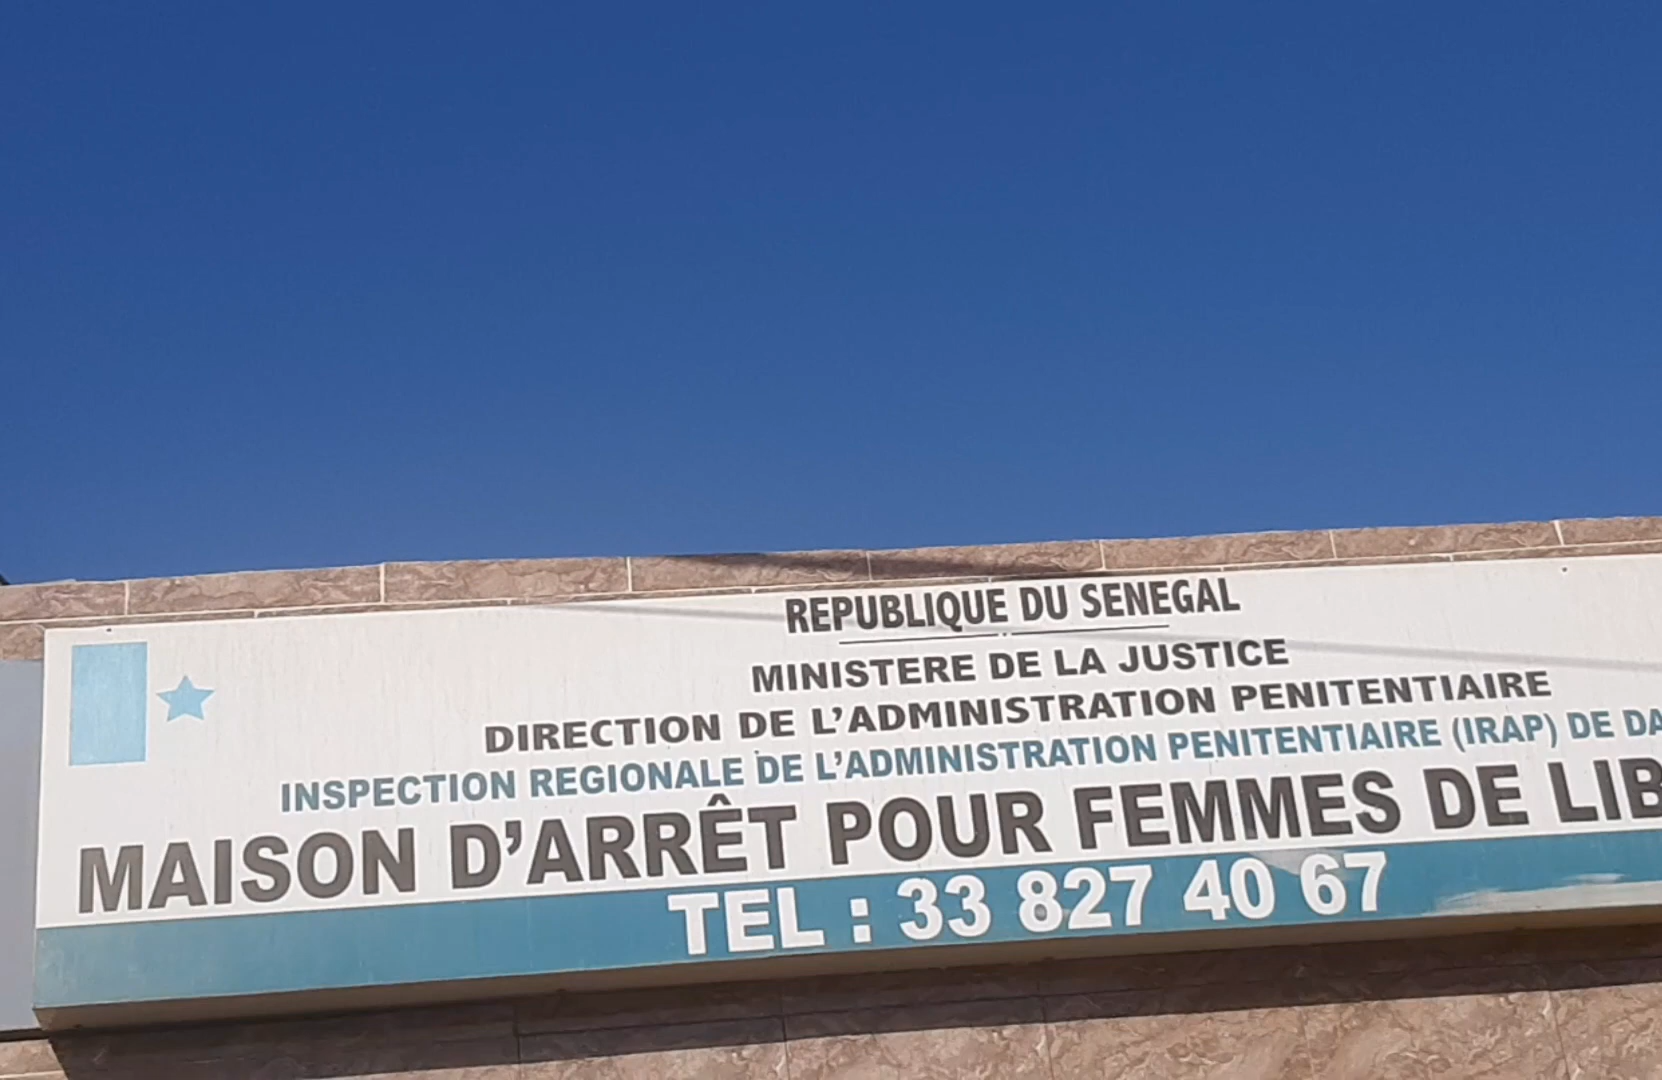 REPUBLIQUE DU SENEGAL
MINISTERE DE LA JUSTICE
DIRECTION DE L'ADMINISTRATION PENITENTIAIRE
INSPECTION REGIONALE DE L'ADMINISTRATION PENITENTIAIRE (IRAP) DE DA
MAISON D'ARRÊT POUR FEMMES DE LIB
TEL : 33 827 40 67